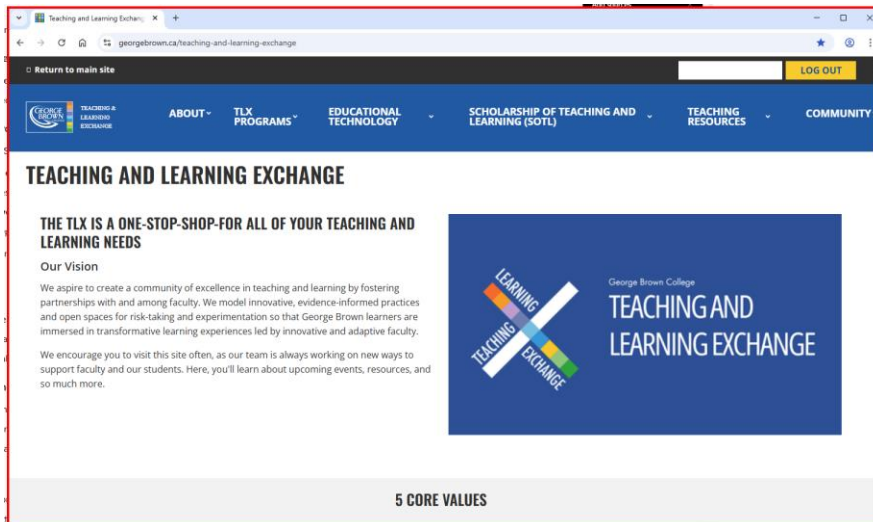 Teaching and Learning Exchang
georgebrown.ca/teaching-and-learning-exchange
Return to main site
LOG OUT
GEORGE BROWN
TEACHING &
LEARNING
EXCHANGE
ABOUT
TLX PROGRAMS
EDUCATIONAL TECHNOLOGY
SCHOLARSHIP OF TEACHING AND LEARNING (SOTL)
TEACHING RESOURCES
COMMUNITY
TEACHING AND LEARNING EXCHANGE
THE TLX IS A ONE-STOP-SHOP-FOR ALL OF YOUR TEACHING AND
LEARNING NEEDS
Our Vision
We aspire to create a community of excellence in teaching and learning by fostering
partnerships with and among faculty. We model innovative, evidence-informed practices
and open spaces for risk-taking and experimentation so that George Brown learners are
immersed in transformative learning experiences led by innovative and adaptive faculty.
We encourage you to visit this site often, as our team is always working on new ways to
support faculty and our students. Here, you'll learn about upcoming events, resources, and
so much more.
LEARNING
TEACHING
EXCHANGE
George Brown College
TEACHING AND
LEARNING EXCHANGE
5 CORE VALUES